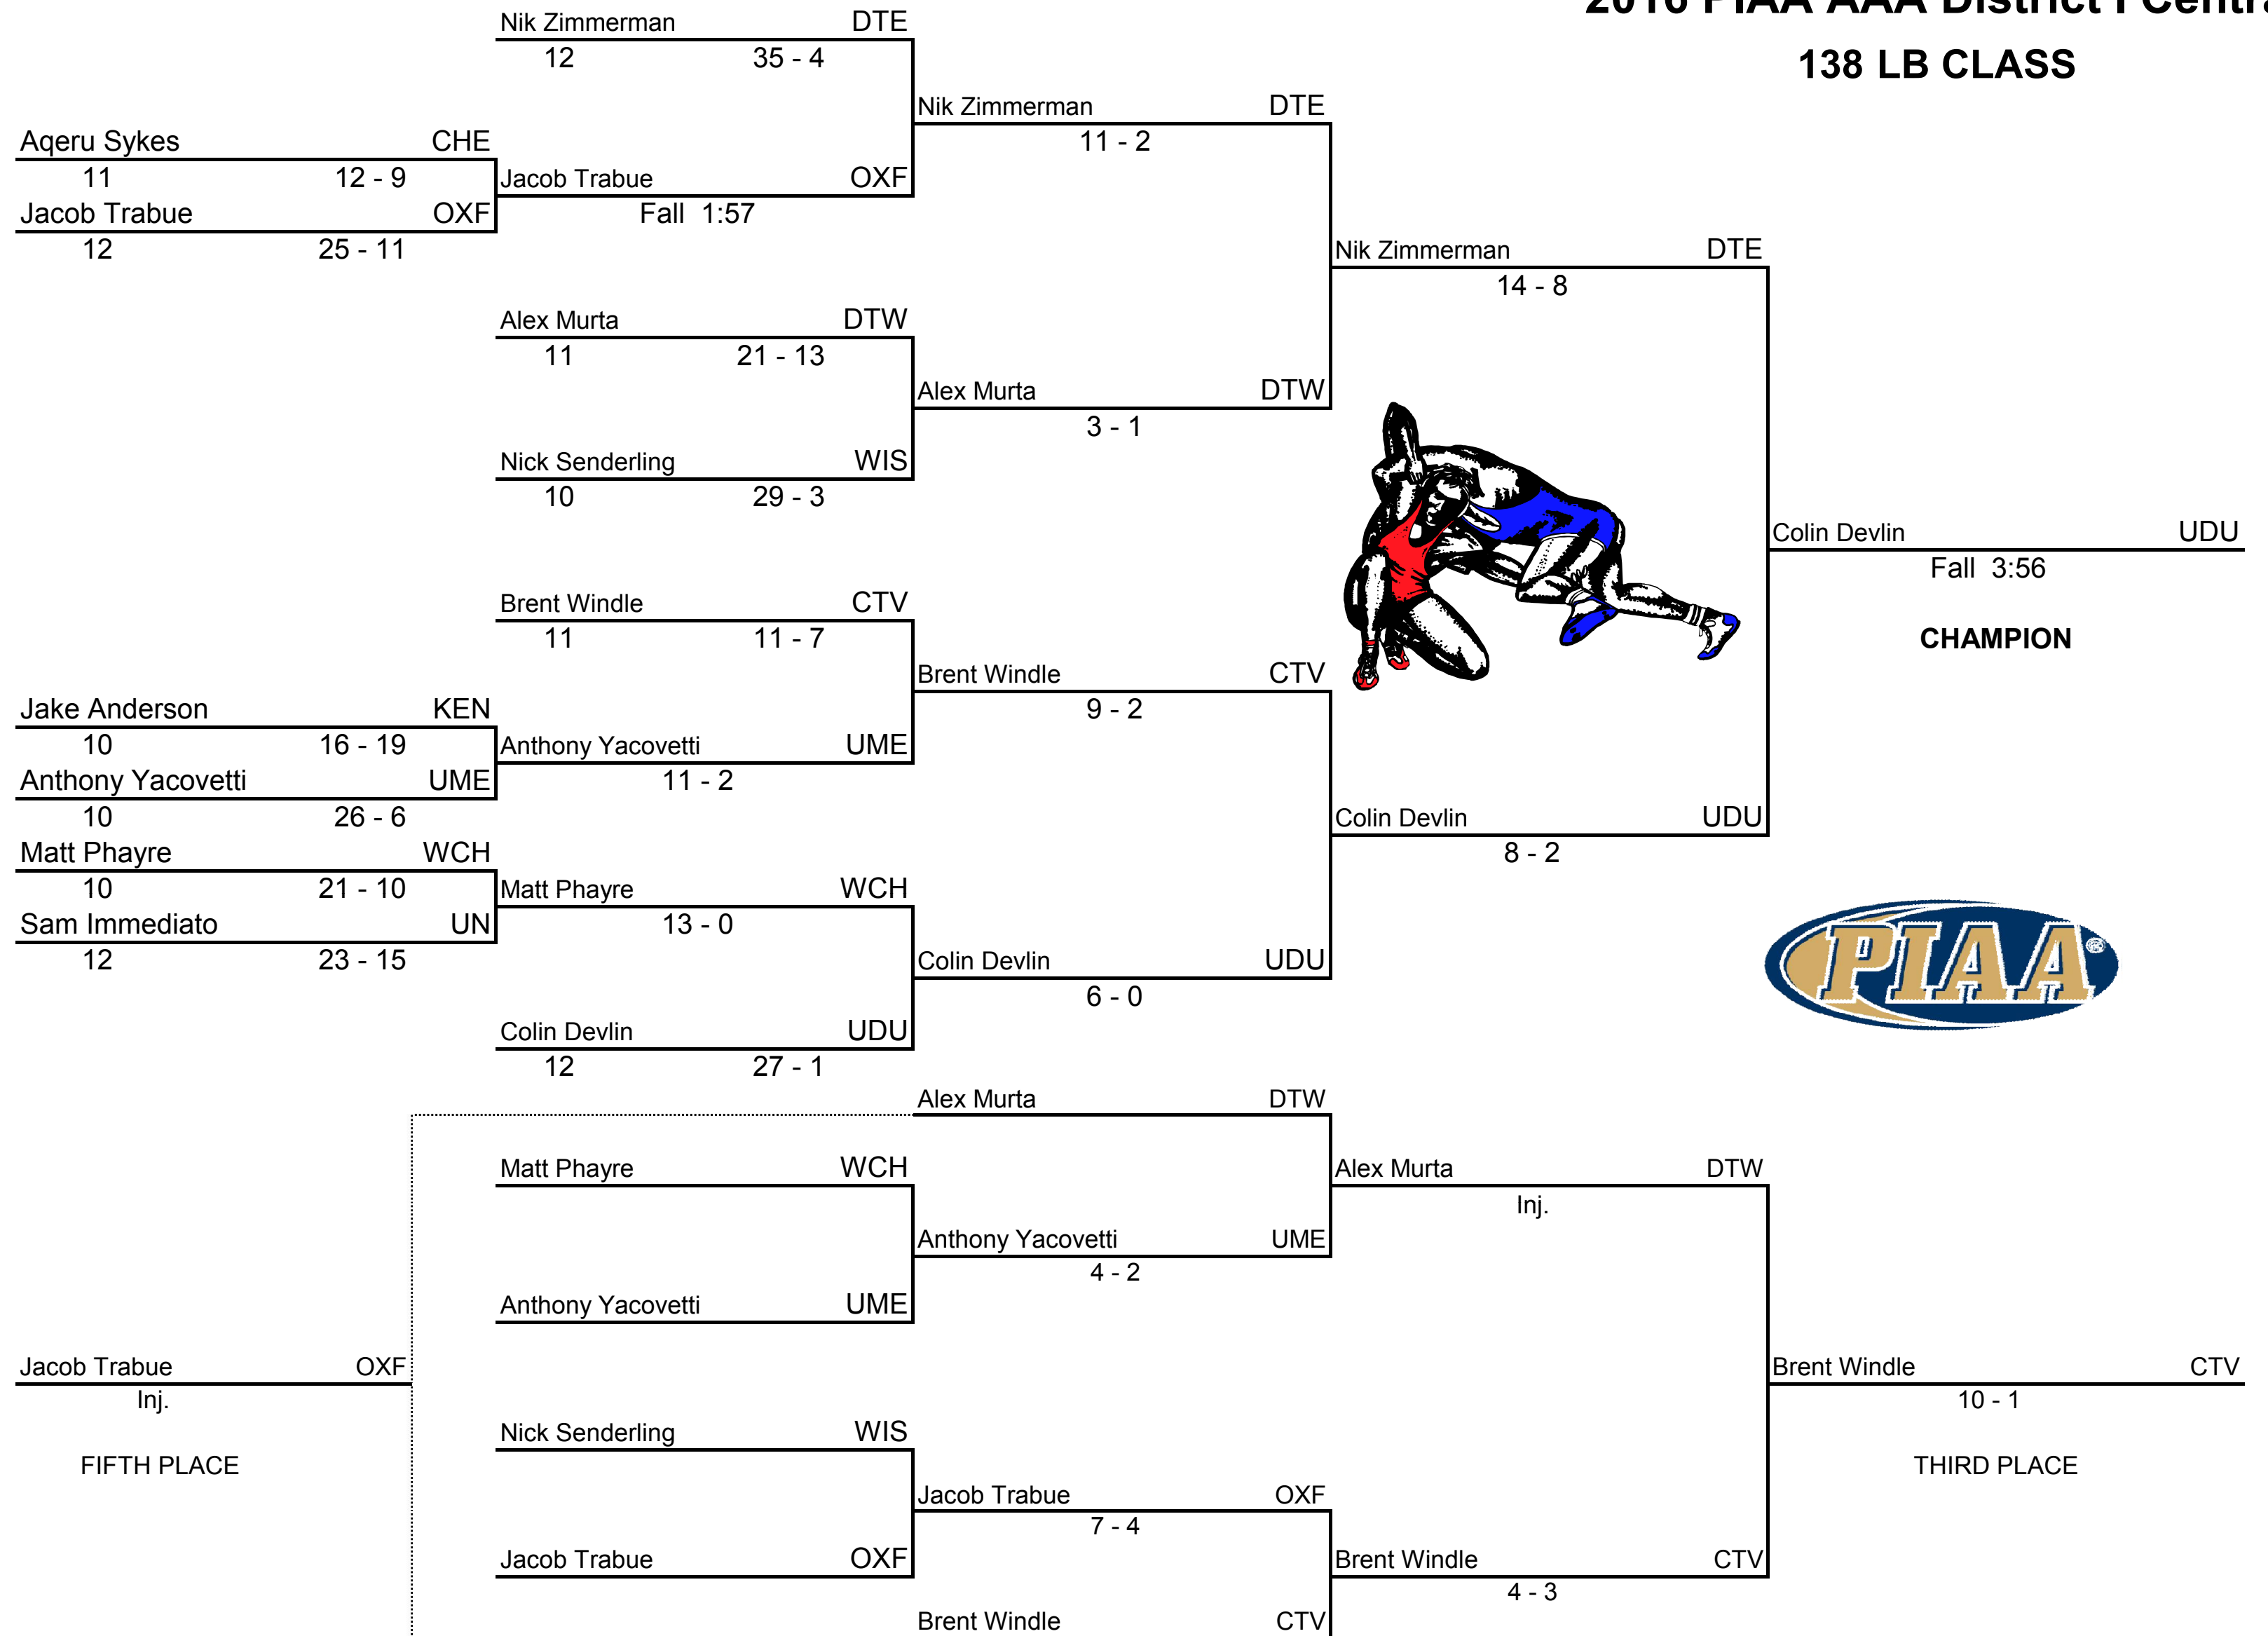 2016 PIAA AAA District I Centra
138 LB CLASS
Nik Zimmerman DTE
12 35 - 4
Nik Zimmerman DTE
11 - 2
Aqeru Sykes CHE
11 12 - 9
Jacob Trabue OXF
Fall 1:57
Jacob Trabue OXF
12 25 - 11
Nik Zimmerman DTE
14 - 8
Alex Murta DTW
11 21 - 13
Alex Murta DTW
3 - 1
Nick Senderling WIS
10 29 - 3
Colin Devlin UDU
Fall 3:56
CHAMPION
Brent Windle CTV
11 11 - 7
Brent Windle CTV
9 - 2
Jake Anderson KEN
10 16 - 19
Anthony Yacovetti UME
11 - 2
Anthony Yacovetti UME
10 26 - 6
Colin Devlin UDU
8 - 2
Matt Phayre WCH
10 21 - 10
Matt Phayre WCH
13 - 0
Sam Immediato UN
12 23 - 15
Colin Devlin UDU
6 - 0
PIAA
Colin Devlin UDU
12 27 - 1
Alex Murta DTW
Matt Phayre WCH
Alex Murta DTW
Inj.
Anthony Yacovetti UME
4 - 2
Anthony Yacovetti UME
Jacob Trabue OXF
Inj.
FIFTH PLACE
Brent Windle CTV
10 - 1
THIRD PLACE
Nick Senderling WIS
Jacob Trabue OXF
7 - 4
Jacob Trabue OXF
Brent Windle CTV
4 - 3
Brent Windle CTV